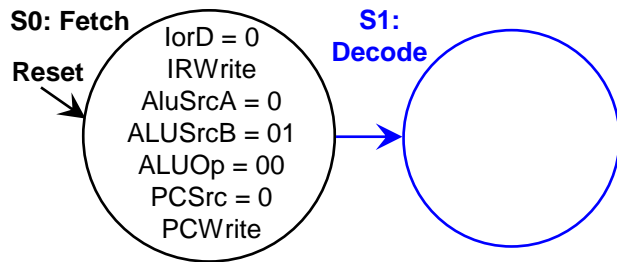 S0: Fetch
Reset
IorD = 0
IRWrite
AluSrcA = 0
ALUSrcB = 01
ALUOp = 00
PCSrc = 0
PCWrite
S1:
Decode